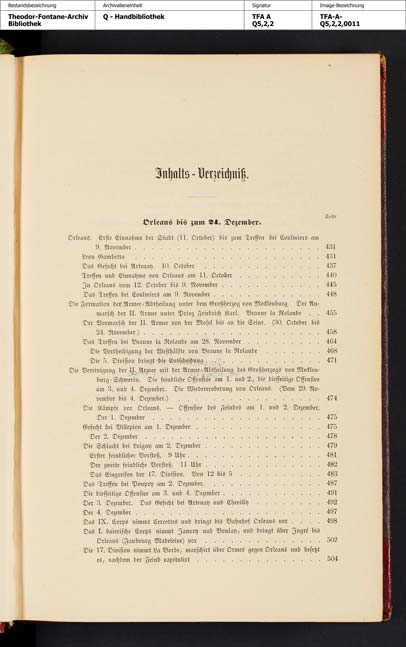 Bestandsbezeichnung
Theodor-Fontane-Archiv
Bibliothek
Archivalieneinheit
Q - Handbibliothek
Signatur
TFA A
Q5,2,2
Image-Bezeichnung
TFA-A-
Q5,2,2,0011
Inhalts-Verzeichniß.
Orleans bis zum 24. Dezember.
Seite
Orleans. Erste Einnahme der Stadt (11. October) bis zum Treffen bei Coulmiers am
9. November . . . 431
Leon Gambetta . . . 431
Das Gefecht bei Artenay. 10. October . . . 437
Treffen und Einnahme von Orleans am 11. October . . . 440
In Orleans vom 12. October bis 9. November . . . 445
Das Treffen bei Coulmiers am 9. November . . . 448
Die Formation der Armee-Abtheilung unter dem Großherzog von Mecklenburg. Der An-
marsch der II. Armee unter Prinz Friedrich Karl. Beaune la Rolande . . 455
Der Vormarsch der II. Armee von der Mosel bis an die Seine. (30. October bis
24. November.) . . . 458
Das Treffen bei Beaune la Rolande am 28. November . . . 464
Die Vertheidigung der Westhälfte von Beaune la Rolande . . . 468
Die 5. Division bringt die Entscheidung . . . 471
Die Vereinigung der II. Armee mit der Armee-Abtheilung des Großherzogs von Mecklen-
burg-Schwerin. Die feindliche Offensive am 1. und 2., die diesseitige Offensive
am 3. und 4. Dezember. Die Wiedereroberung von Orleans. (Vom 29. No-
vember bis 4. Dezember.) . . . 474
Die Kämpfe vor Orleans. — Offensive des Feindes am 1. und 2. Dezember.
Der 1. Dezember . . . 475
Gefecht bei Villepion am 1. Dezember . . . 475
Der 2. Dezember . . . 478
Die Schlacht bei Loigny am 2. Dezember . . . 479
Erster feindlicher Vorstoß. 9 Uhr . . . 481
Der zweite feindliche Vorstoß. 11 Uhr . . . 482
Das Eingreifen der 17. Division. Von 12 bis 5 . . . 483
Das Treffen bei Poupry am 2. Dezember . . . 487
Die diesseitige Offensive am 3. und 4. Dezember . . . 491
Der 3. Dezember. Das Gefecht bei Artenay und Chevilly . . . 492
Der 4. Dezember . . . 497
Das IX. Corps nimmt Cercottes und dringt bis Bahnhof Orleans vor . . . 498
Das I. bairische Corps nimmt Janvry und Boulay, und dringt über Ingré bis
Orleans (Faubourg Madeleine) vor . . . 502
Die 17. Division nimmt La Borde, marschirt über Ormes gegen Orleans und besetzt
es, nachdem der Feind capitulirt . . . 504